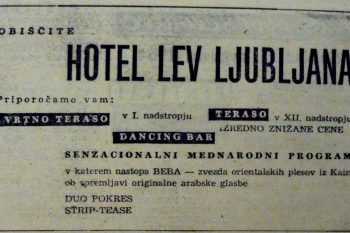 OBIŠČITE
HOTEL LEV LJUBLJANA
Priporočamo vam:
VRTNO TERASO v I. nadstropju TERASO v XII. nadstropju
DANCING BAR IZREDNO ZNIŽANE CENE
SENZACIONALNI MEDNARODNI PROGRAM
v katerem nastopa BEBA — zvezda orientalskih plesov iz Kair
ob spremljavi originalne arabske glasbe
DUO POKRES
STRIP-TEASE